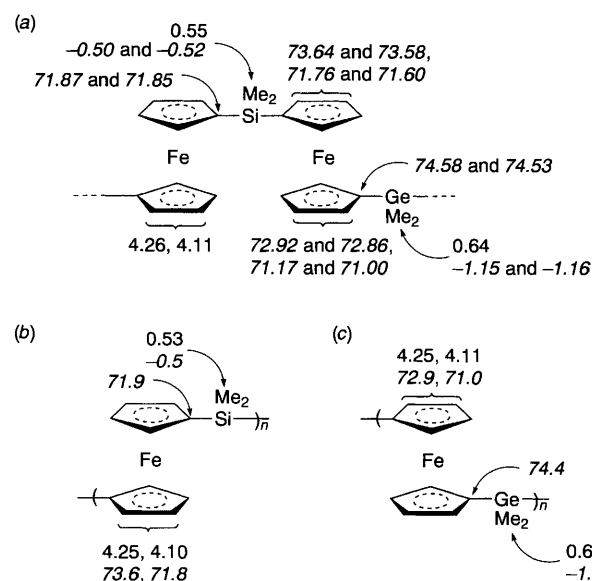 (a)
0.55
–0.50 and –0.52
71.87 and 71.85
Me2
Si
73.64 and 73.58,
71.76 and 71.60
Fe
Fe
74.58 and 74.53
Ge
Me2
4.26, 4.11
72.92 and 72.86,
71.17 and 71.00
0.64
–1.15 and –1.16
(b)
0.53
–0.5
71.9
Me2
Si )n
Fe
(
4.25, 4.10
73.6, 71.8
(c)
4.25, 4.11
72.9, 71.0
(
Fe
74.4
Ge )n
Me2
0.6
–1.